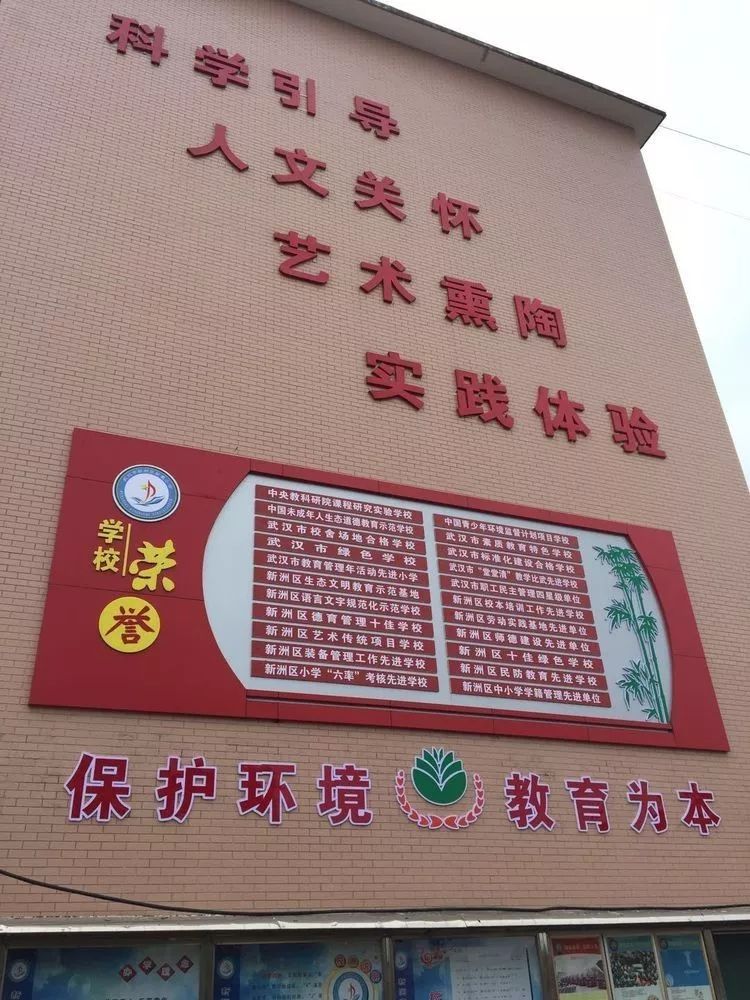 科学引导
人文关怀
艺术熏陶
实践体验
学校
荣
誉
中央教科研院课程研究实验学校
中国未成年人生态道德教育示范学校
武汉市校舍场地合格学校
武汉市绿色学校
武汉市教育管理年活动先进小学
新洲区生态文明教育示范基地
新洲区语言文字规范化示范学校
新洲区德育管理十佳学校
新洲区艺术传统项目学校
新洲区装备管理工作先进学校
新洲区小学“六率”考核先进学校
中国青少年环境监督计划项目学校
武汉市素质教育特色学校
武汉市标准化建设合格学校
武汉市“堂堂清”教学比武先进学校
武汉市职工民主管理四星级单位
新洲区校本培训工作先进学校
新洲区劳动实践基地先进单位
新洲区师德建设先进单位
新洲区十佳绿色学校
新洲区民防教育先进学校
新洲区中小学学籍管理先进单位
保护环境
教育为本